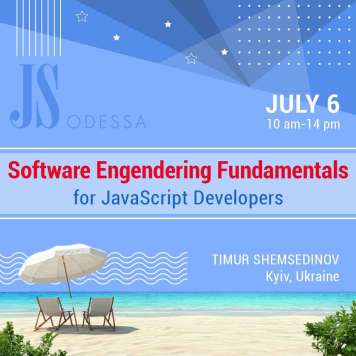 JS ODESSA
JULY 6
10 am-14 pm
Software Engendering Fundamentals
for JavaScript Developers
TIMUR SHEMSEDINOV
Kyiv, Ukraine